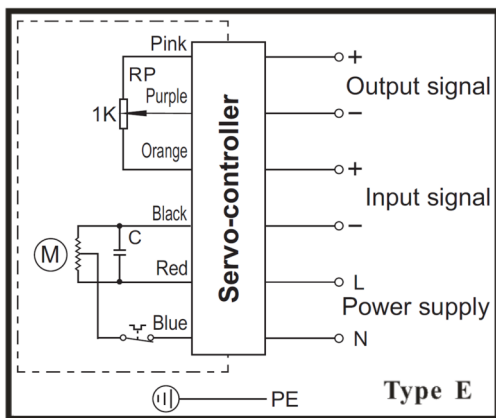 Pink
RP
1K
Purple
Orange
Black
C
M
Red
Blue
Servo-controller
+
Output signal
−
+
Input signal
−
L
Power supply
N
PE
Type E